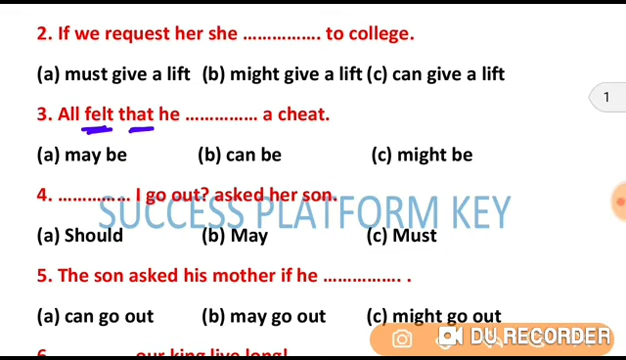 2. If we request her she ................ to college.
(a) must give a lift (b) might give a lift (c) can give a lift
1
3. All felt that he .............. a cheat.
(a) may be (b) can be (c) might be
4. .............. I go out? asked her son.
SUCCESS PLATFORM KEY
(a) Should (b) May (c) Must
5. The son asked his mother if he ................ .
(a) can go out (b) may go out (c) might go out
DU RECORDER
6. .............. our king live long!